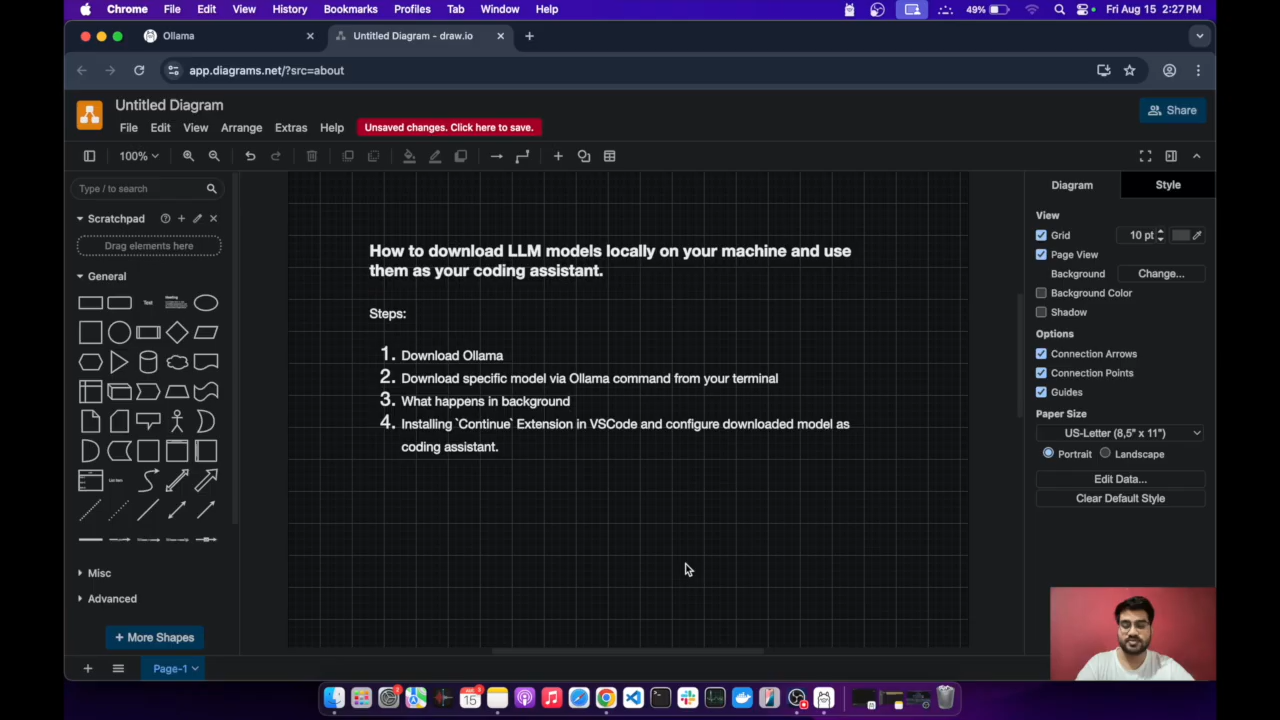 Chrome File Edit View History Bookmarks Profiles Tab Window Help 49% Fri Aug 15 2:27 PM
Ollama Untitled Diagram - draw.io
app.diagrams.net/?src=about
Untitled Diagram
File Edit View Arrange Extras Help Unsaved changes. Click here to save. Share
100%
Type / to search
Scratchpad
Drag elements here
General
Text Heading
List Item
Misc
Advanced
+ More Shapes
Page-1
How to download LLM models locally on your machine and use
them as your coding assistant.
Steps:
1. Download Ollama
2. Download specific model via Ollama command from your terminal
3. What happens in background
4. Installing `Continue` Extension in VSCode and configure downloaded model as
coding assistant.
Diagram Style
View
Grid 10 pt
Page View
Background Change...
Background Color
Shadow
Options
Connection Arrows
Connection Points
Guides
Paper Size
US-Letter (8,5" x 11")
Portrait Landscape
Edit Data...
Clear Default Style
15